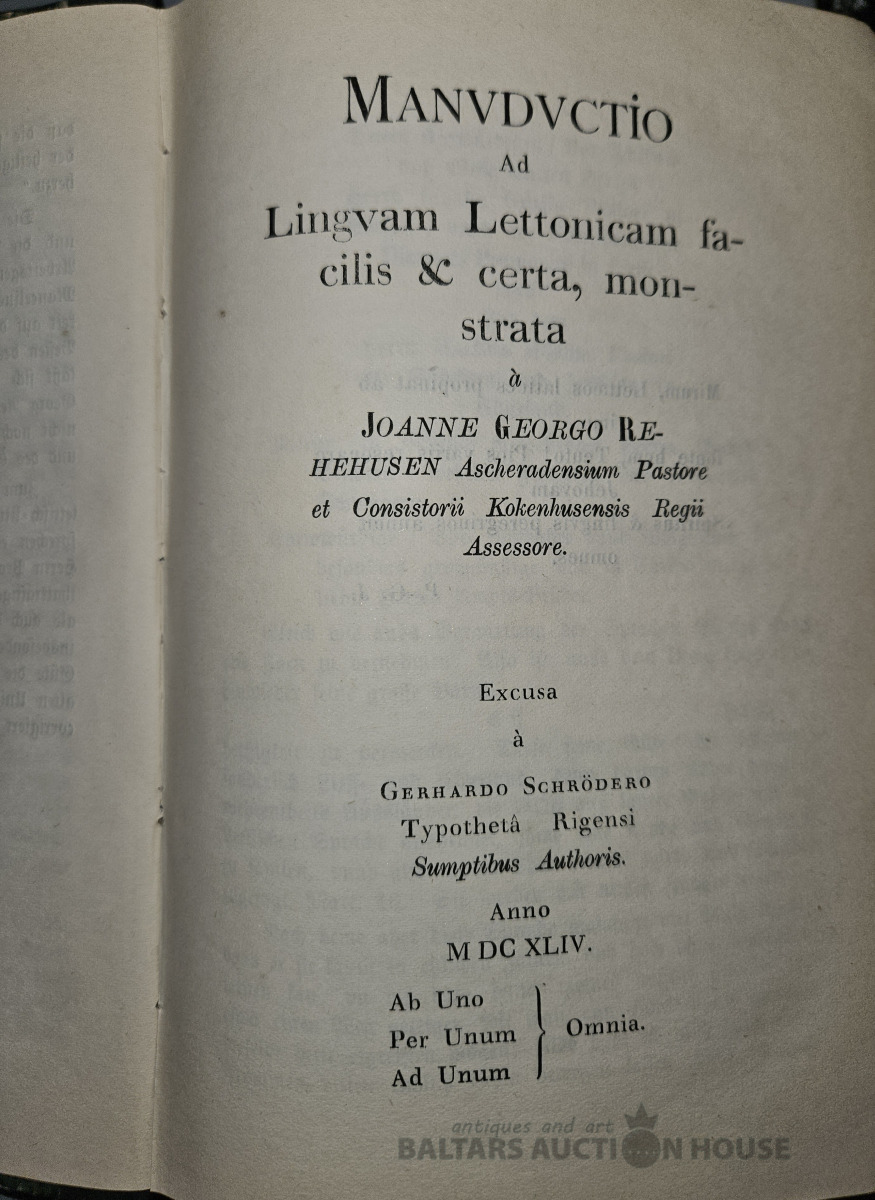 MANVDVCTiO
Ad
Lingvam Lettonicam fa-
cilis & certa, mon-
strata
à
JOANNE GEORGO RE-
HEHUSEN Ascheradensium Pastore
et Consistorii Kokenhusensis Regii
Assessore.
Excusa
à
GERHARDO SCHRÖDERO
Typothetâ Rigensi
Sumptibus Authoris.
Anno
M DC XLIV.
Ab Uno
Per Unum } Omnia.
Ad Unum
antiques and art
BALTARS AUCTION HOUSE